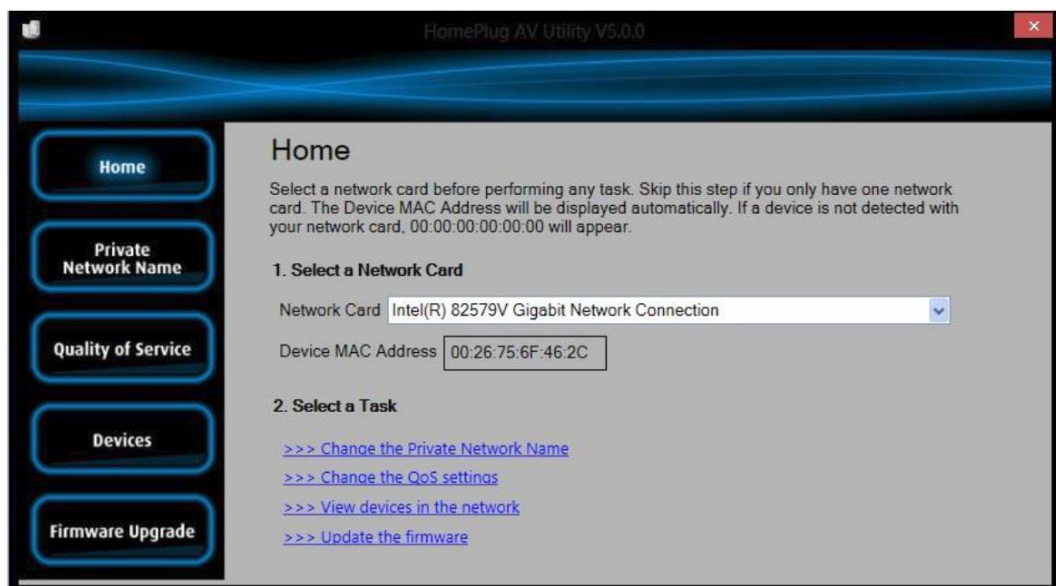 HomePlug AV Utility V5.0.0
Home
Private
Network Name
Quality of Service
Devices
Firmware Upgrade
Home
Select a network card before performing any task. Skip this step if you only have one network
card. The Device MAC Address will be displayed automatically. If a device is not detected with
your network card, 00:00:00:00:00:00 will appear.
1. Select a Network Card
Network Card Intel(R) 82579V Gigabit Network Connection
Device MAC Address 00:26:75:6F:46:2C
2. Select a Task
>>> Change the Private Network Name
>>> Change the QoS settings
>>> View devices in the network
>>> Update the firmware